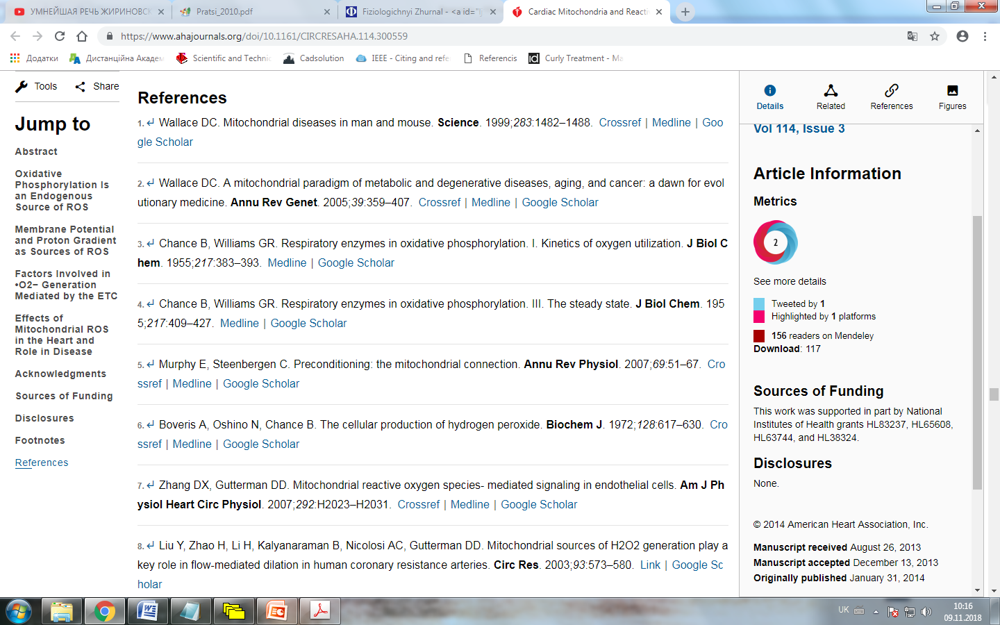 УМНЕЙШАЯ РЕЧЬ ЖИРИНОВСК
Pratsi_2010.pdf
Fiziologichnyi Zhurnal - <a id="lj
Cardiac Mitochondria and Reacti
https://www.ahajournals.org/doi/10.1161/CIRCRESAHA.114.300559
Додатки
Дистанційна Академ
Scientific and Technic
Cadsolution
IEEE - Citing and refe
Referencis
Curly Treatment - Ma
Tools
Share
Jump to
Abstract
Oxidative
Phosphorylation Is
an Endogenous
Source of ROS
Membrane Potential
and Proton Gradient
as Sources of ROS
Factors Involved in
•O2− Generation
Mediated by the ETC
Effects of
Mitochondrial ROS
in the Heart and
Role in Disease
Acknowledgments
Sources of Funding
Disclosures
Footnotes
References
References
1. ↵ Wallace DC. Mitochondrial diseases in man and mouse. Science. 1999;283:1482–1488. Crossref | Medline | Goo
gle Scholar
2. ↵ Wallace DC. A mitochondrial paradigm of metabolic and degenerative diseases, aging, and cancer: a dawn for evol
utionary medicine. Annu Rev Genet. 2005;39:359–407. Crossref | Medline | Google Scholar
3. ↵ Chance B, Williams GR. Respiratory enzymes in oxidative phosphorylation. I. Kinetics of oxygen utilization. J Biol C
hem. 1955;217:383–393. Medline | Google Scholar
4. ↵ Chance B, Williams GR. Respiratory enzymes in oxidative phosphorylation. III. The steady state. J Biol Chem. 195
5;217:409–427. Medline | Google Scholar
5. ↵ Murphy E, Steenbergen C. Preconditioning: the mitochondrial connection. Annu Rev Physiol. 2007;69:51–67. Cro
ssref | Medline | Google Scholar
6. ↵ Boveris A, Oshino N, Chance B. The cellular production of hydrogen peroxide. Biochem J. 1972;128:617–630. Cro
ssref | Medline | Google Scholar
7. ↵ Zhang DX, Gutterman DD. Mitochondrial reactive oxygen species- mediated signaling in endothelial cells. Am J Ph
ysiol Heart Circ Physiol. 2007;292:H2023–H2031. Crossref | Medline | Google Scholar
8. ↵ Liu Y, Zhao H, Li H, Kalyanaraman B, Nicolosi AC, Gutterman DD. Mitochondrial sources of H2O2 generation play a
key role in flow-mediated dilation in human coronary resistance arteries. Circ Res. 2003;93:573–580. Link | Google Sc
holar
Details
Related
References
Figures
Vol 114, Issue 3
Article Information
Metrics
2
See more details
Tweeted by 1
Highlighted by 1 platforms
156 readers on Mendeley
Download: 117
Sources of Funding
This work was supported in part by National
Institutes of Health grants HL83237, HL65608,
HL63744, and HL38324.
Disclosures
None.
© 2014 American Heart Association, Inc.
Manuscript received August 26, 2013
Manuscript accepted December 13, 2013
Originally published January 31, 2014
UK
10:16
09.11.2018